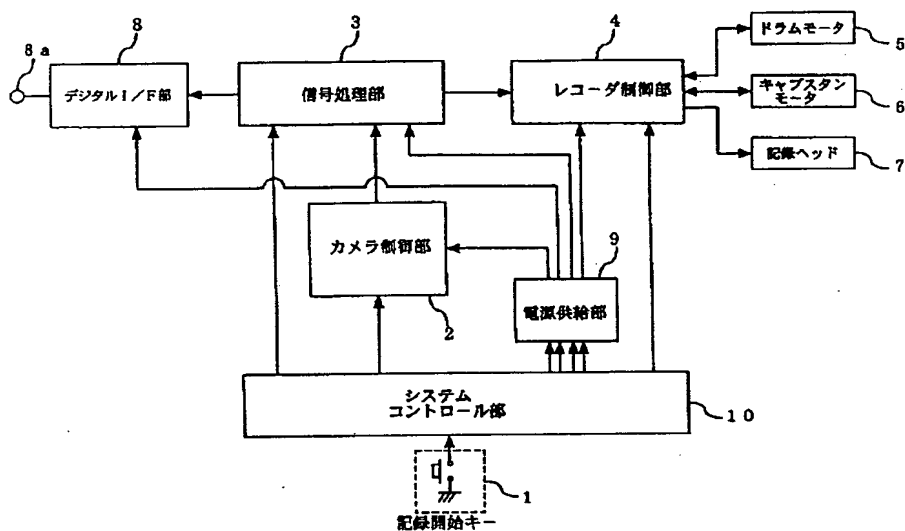 8
3
4
8a
デジタルI/F部
信号処理部
レコーダ制御部
ドラムモータ
5
キャプスタン
モータ
6
記録ヘッド
7
カメラ制御部
2
9
電源供給部
システム
コントロール部
10
1
記録開始キー